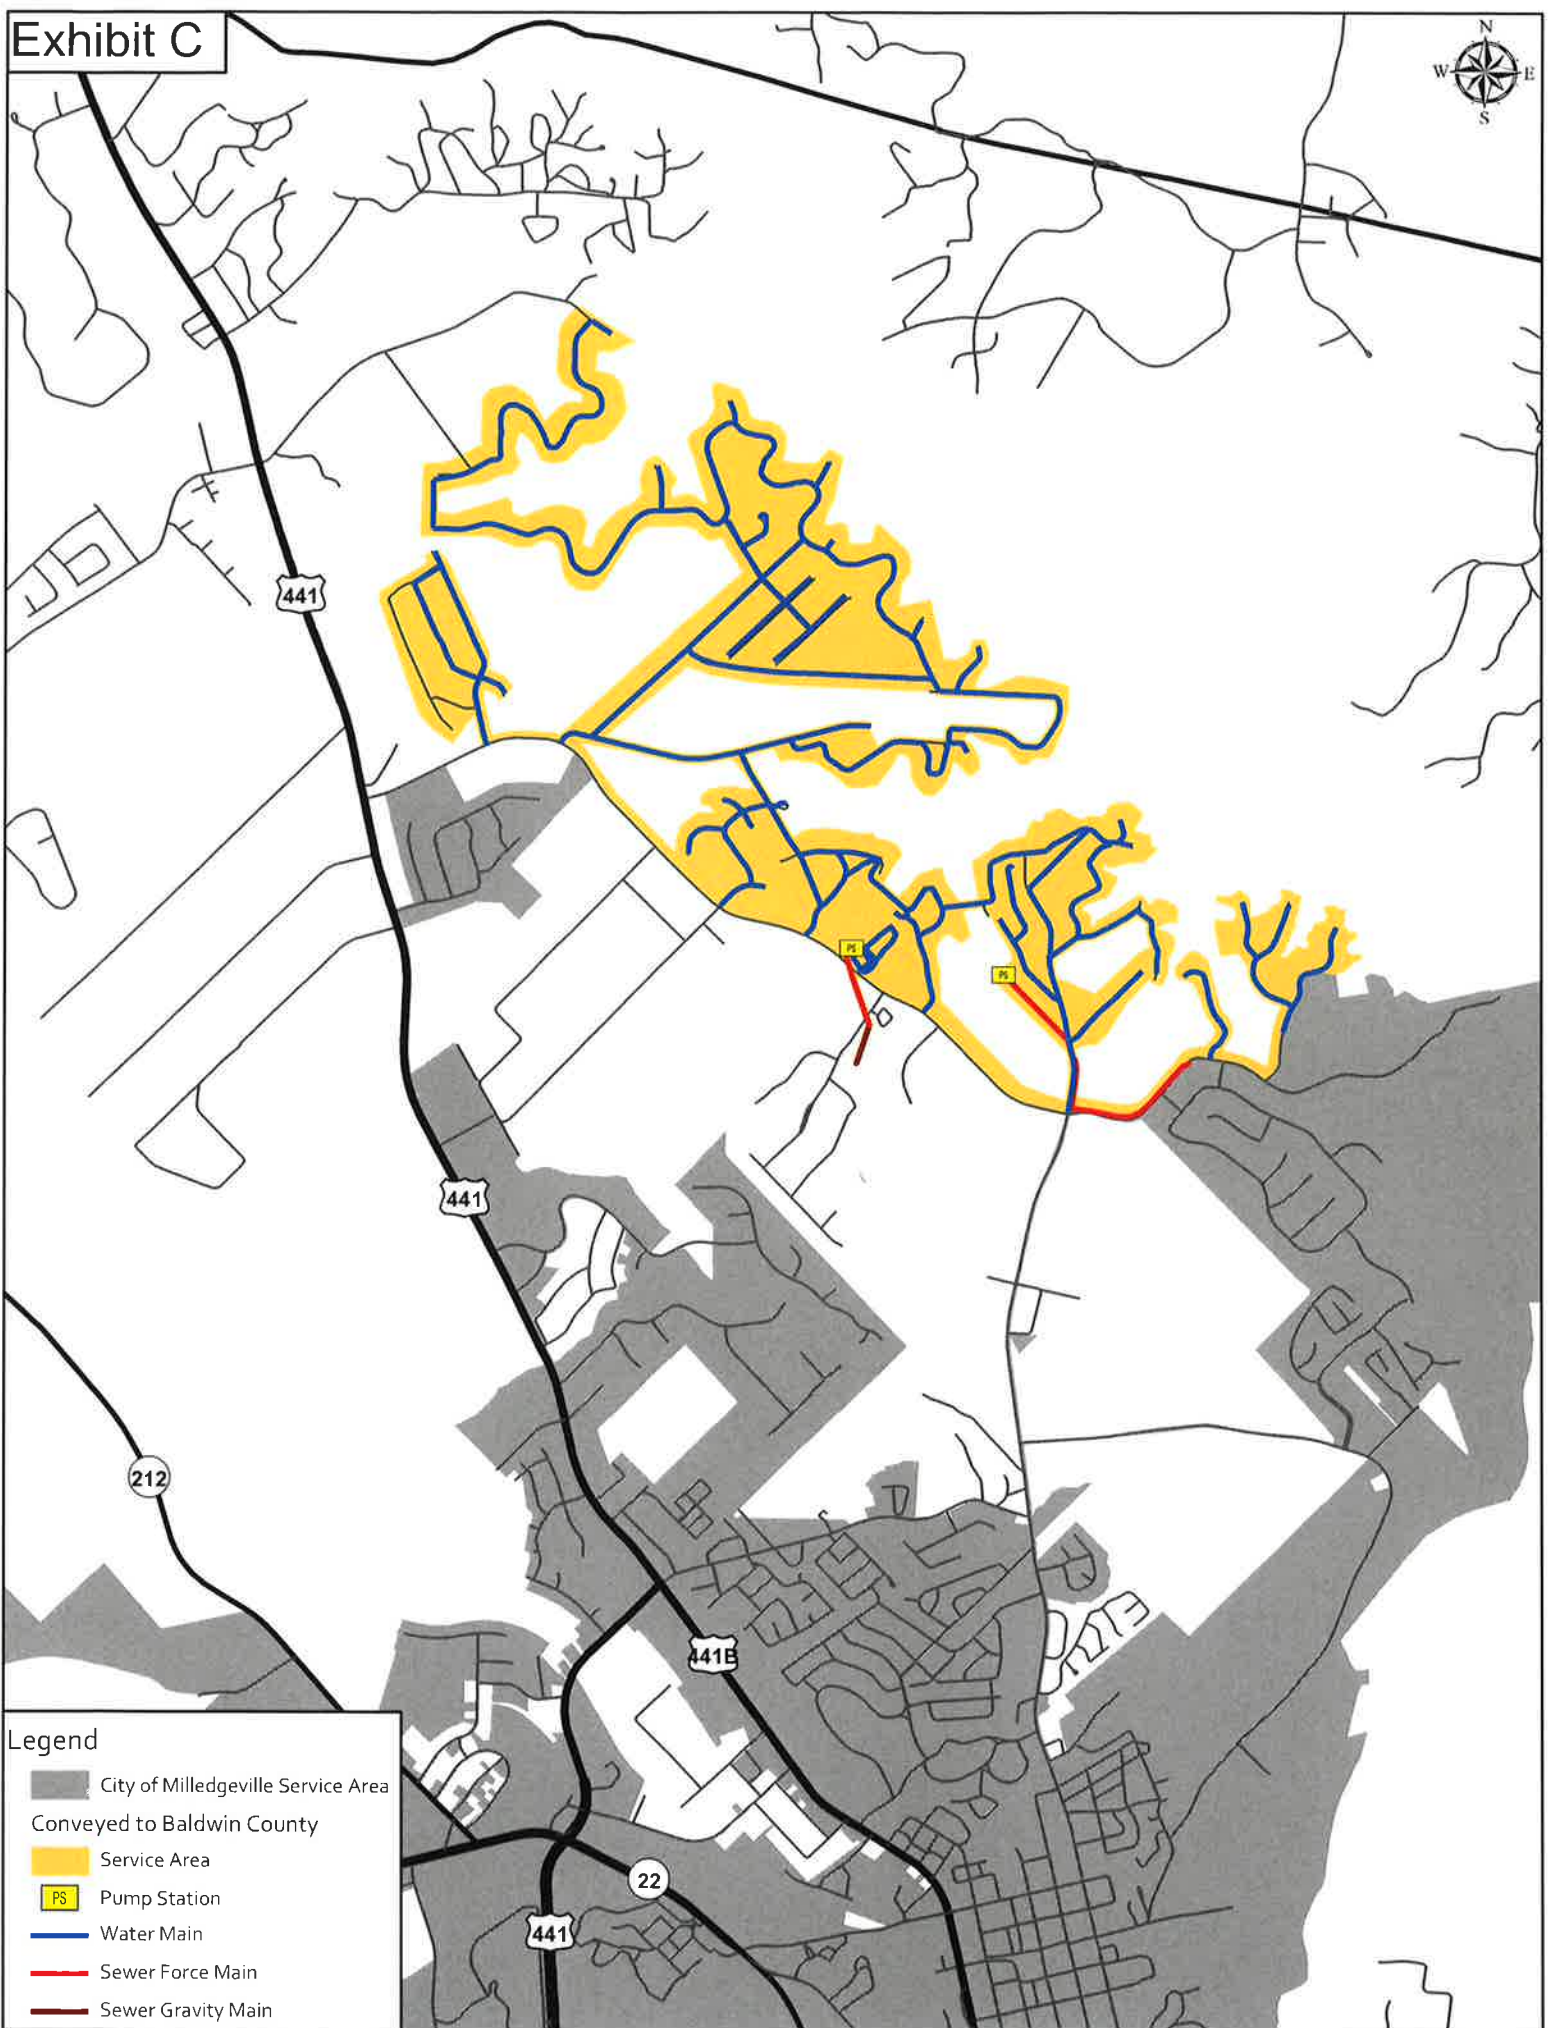 Exhibit C
N
W E
S
441
441
212
441B
22
441
Legend
City of Milledgeville Service Area
Conveyed to Baldwin County
Service Area
PS Pump Station
Water Main
Sewer Force Main
Sewer Gravity Main
PS
PS